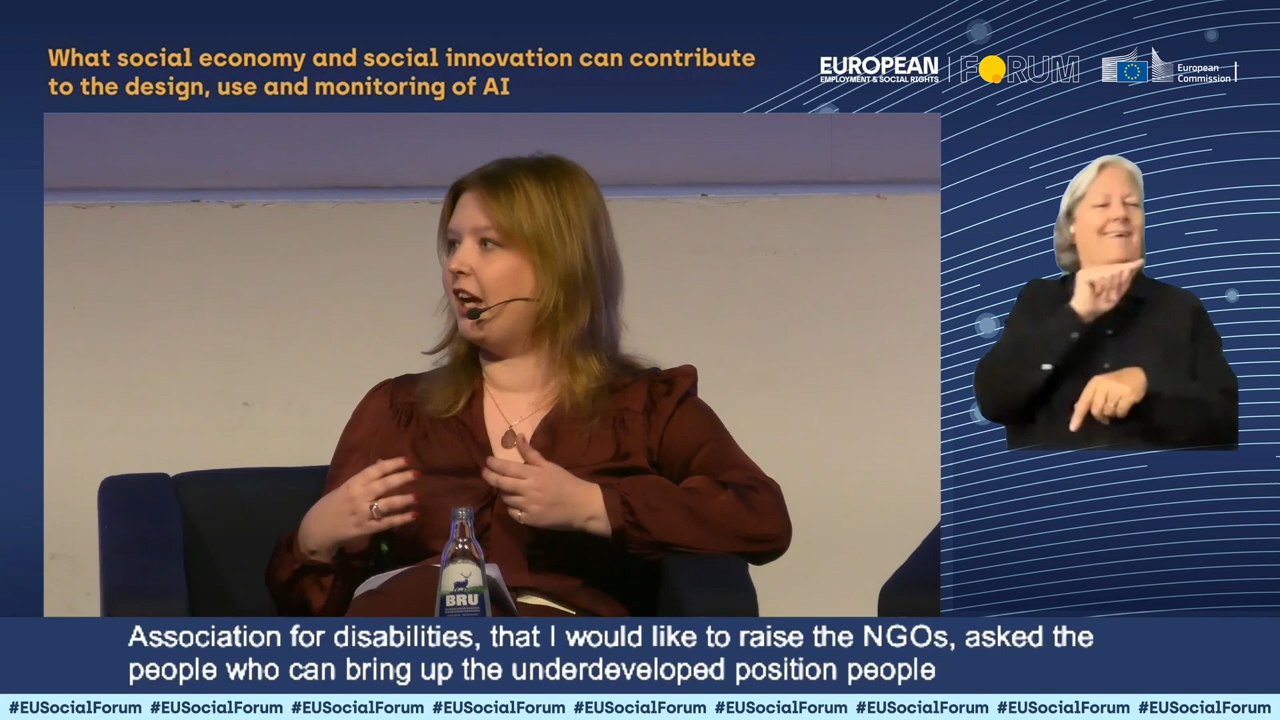 What social economy and social innovation can contribute
to the design, use and monitoring of AI
EUROPEAN
EMPLOYMENT & SOCIAL RIGHTS
FORUM
European
Commission
BRU
Association for disabilities, that I would like to raise the NGOs, asked the
people who can bring up the underdeveloped position people
#EUSocialForum #EUSocialForum #EUSocialForum #EUSocialForum #EUSocialForum #EUSocialForum #EUSocialForum #EUSocialForum #EUSocialForum